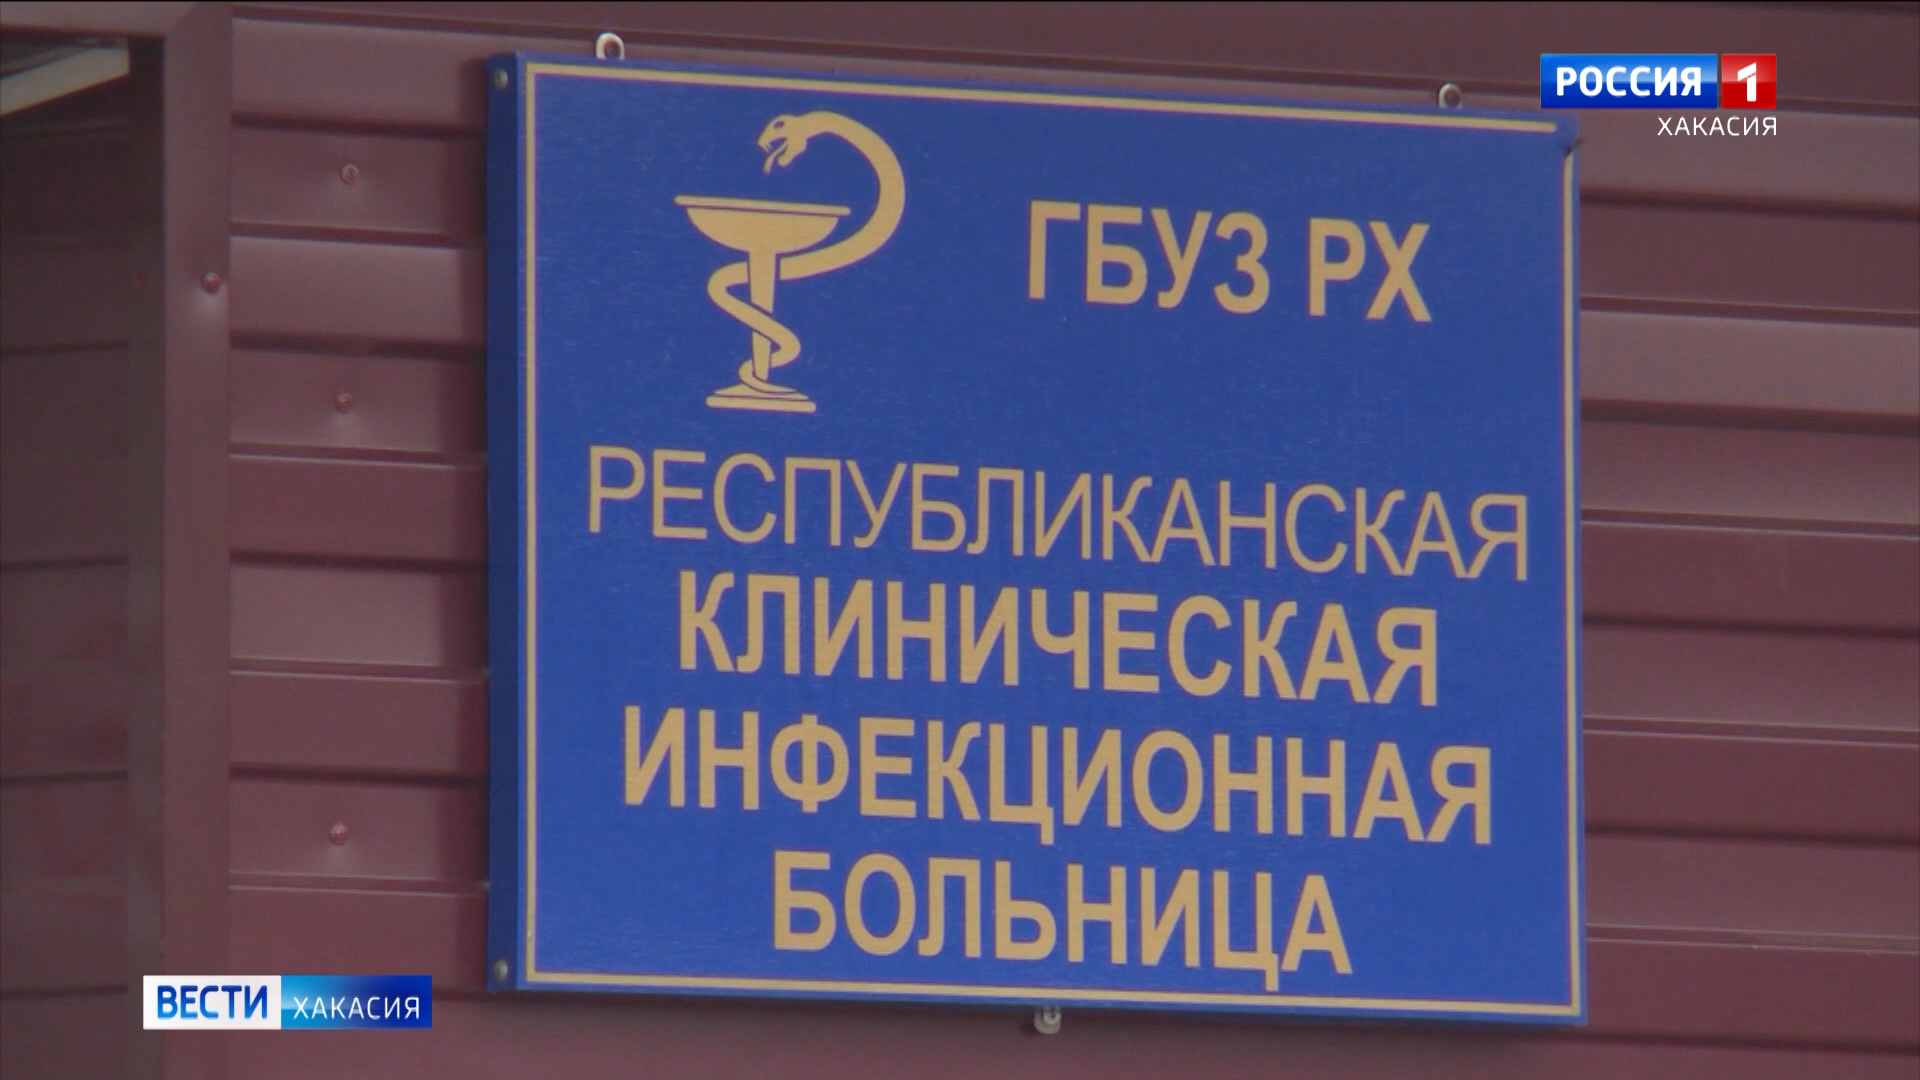 РОССИЯ 1
ХАКАСИЯ
ГБУЗ РХ
РЕСПУБЛИКАНСКАЯ
КЛИНИЧЕСКАЯ
ИНФЕКЦИОННАЯ
БОЛЬНИЦА
ВЕСТИ ХАКАСИЯ